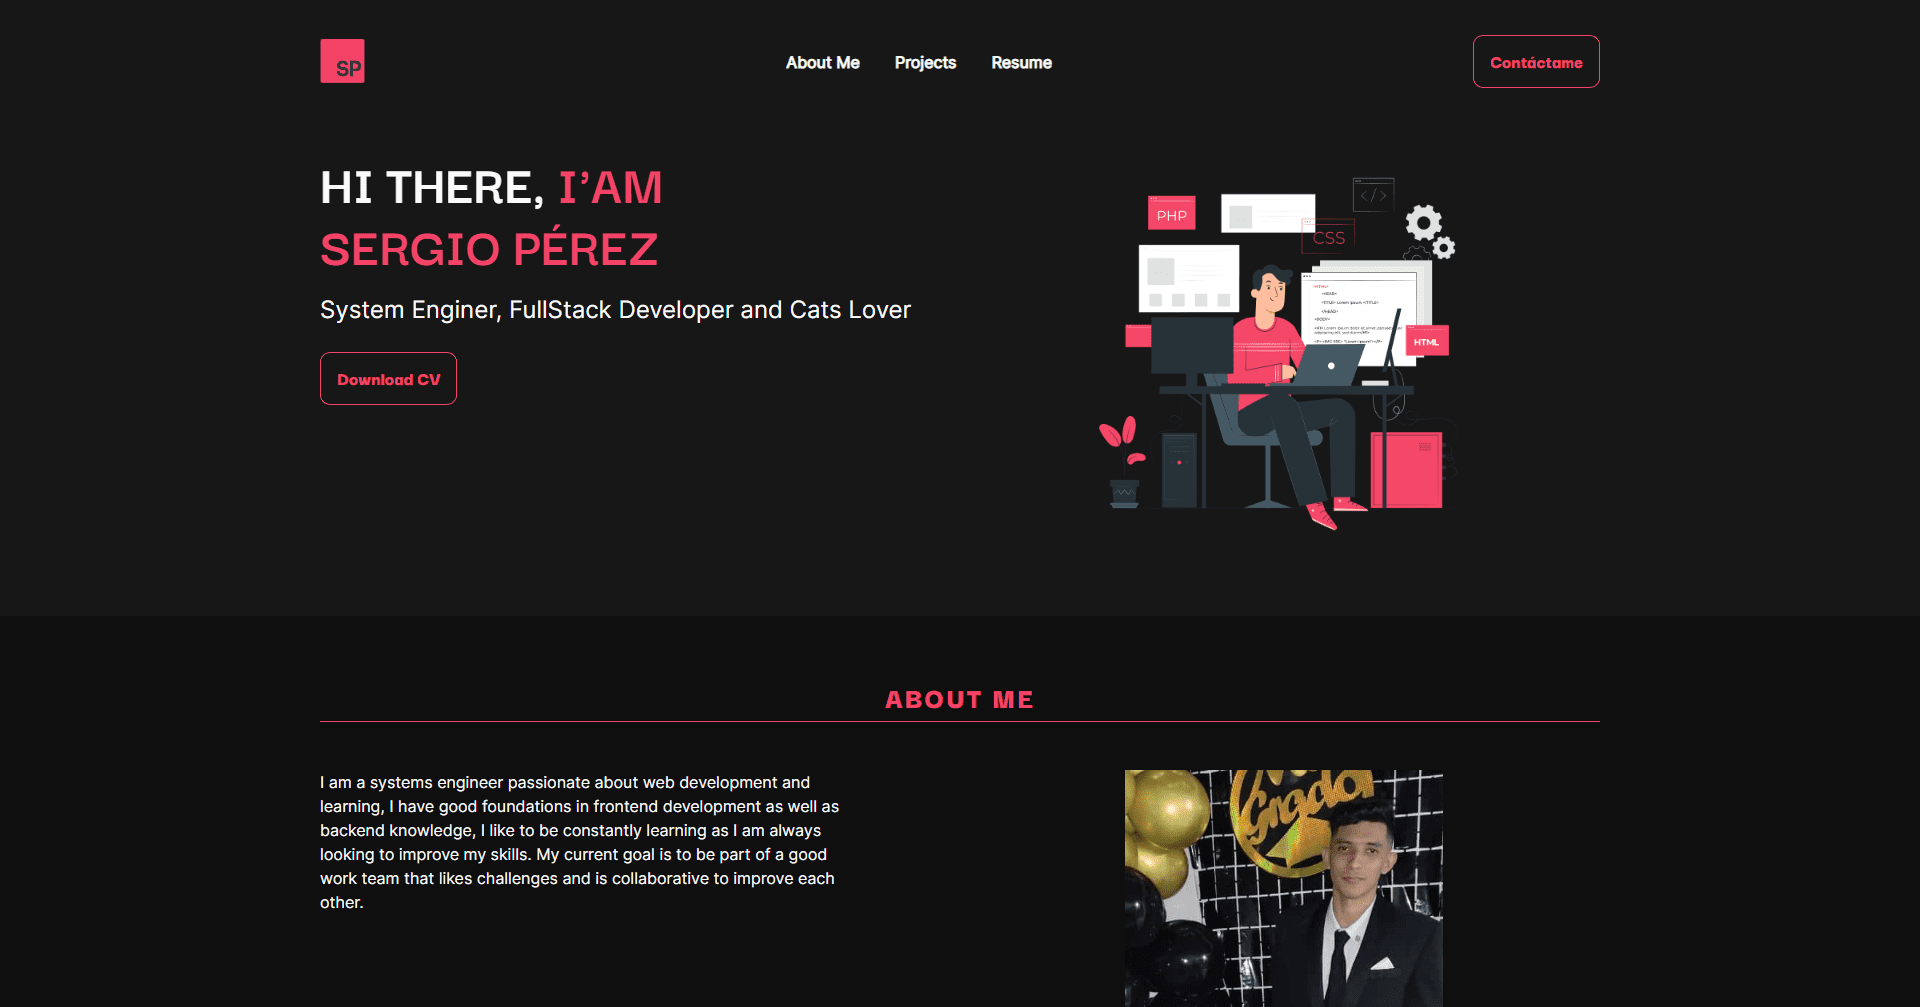 SP
About Me
Projects
Resume
Contáctame
HI THERE, I’AM
SERGIO PÉREZ
System Enginer, FullStack Developer and Cats Lover
Download CV
</>
PHP
CSS
HTML
ABOUT ME
I am a systems engineer passionate about web development and
learning, I have good foundations in frontend development as well as
backend knowledge, I like to be constantly learning as I am always
looking to improve my skills. My current goal is to be part of a good
work team that likes challenges and is collaborative to improve each
other.
Grado